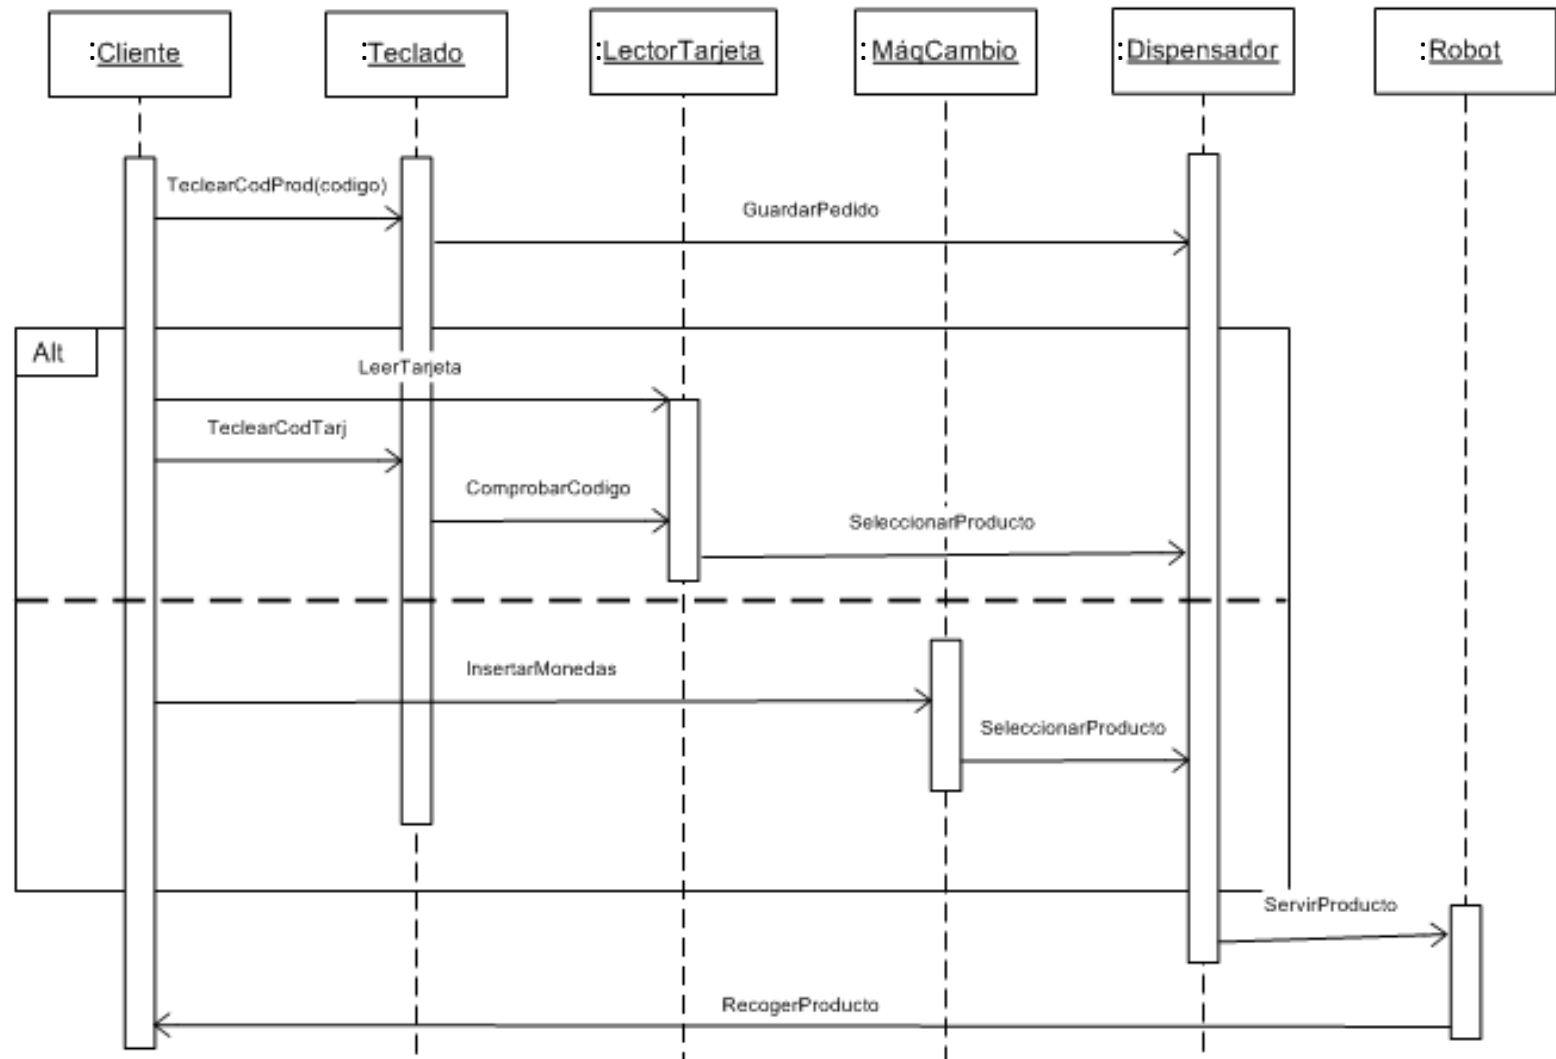 :Cliente
:Teclado
:LectorTarjeta
:MáqCambio
:Dispensador
:Robot
TeclearCodProd(codigo)
GuardarPedido
Alt
LeerTarjeta
TeclearCodTarj
ComprobarCodigo
SeleccionarProducto
InsertarMonedas
SeleccionarProducto
ServirProducto
RecogerProducto